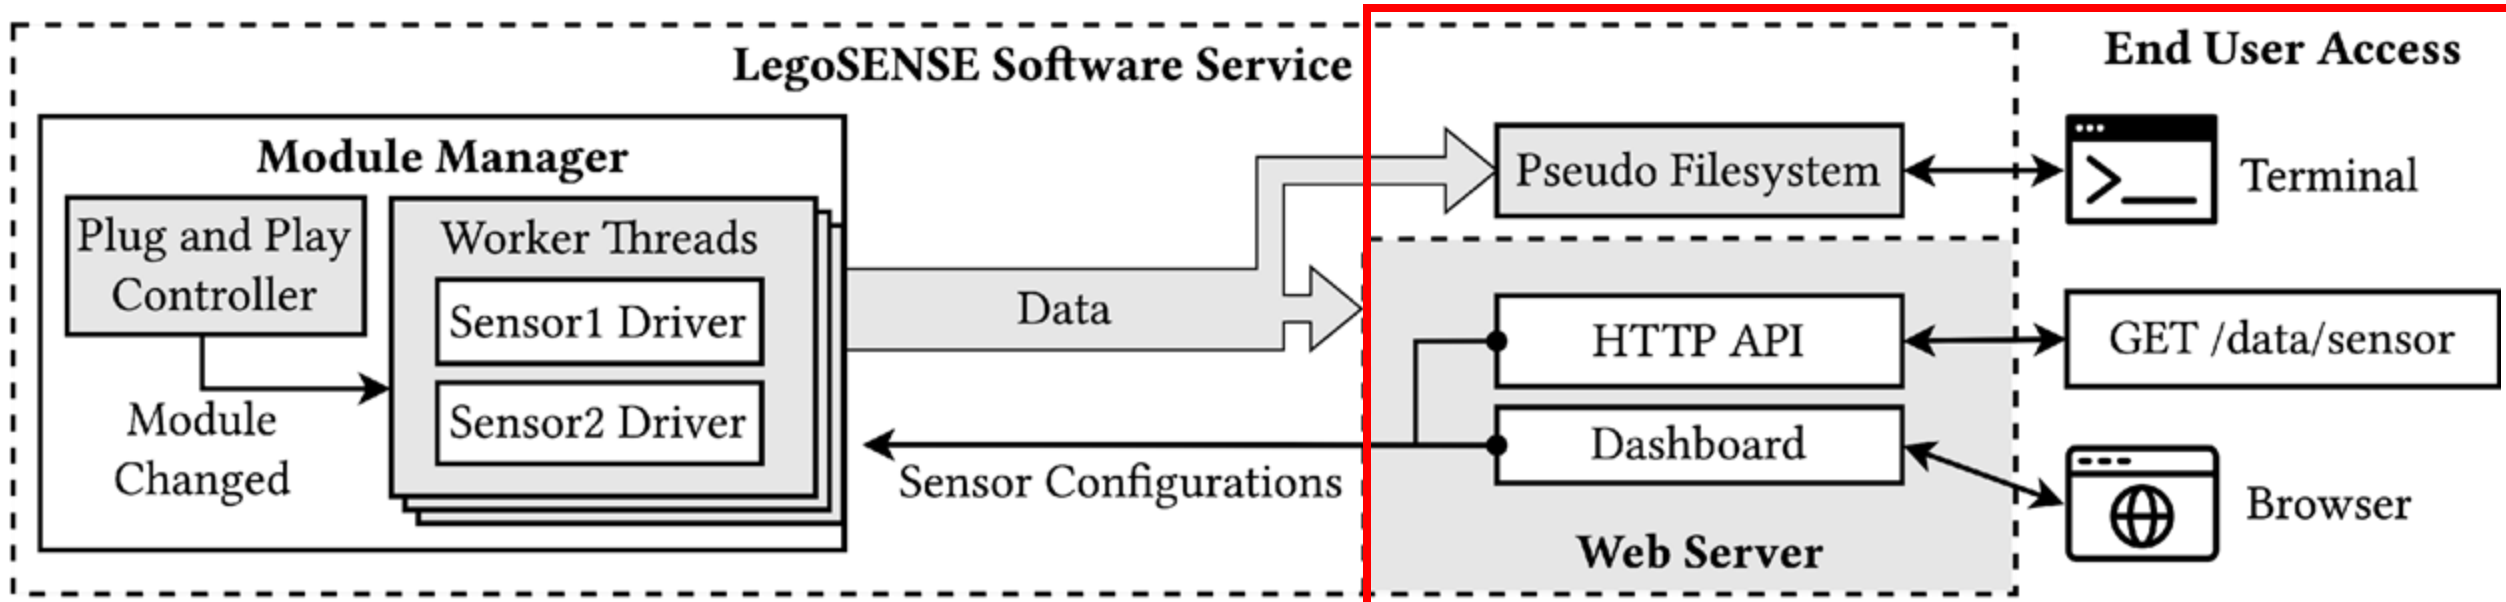 LegoSENSE Software Service
End User Access
Module Manager
Plug and Play
Controller
Module
Changed
Worker Threads
Sensor1 Driver
Sensor2 Driver
Data
Sensor Configurations
Pseudo Filesystem
HTTP API
Dashboard
Web Server
Terminal
GET /data/sensor
Browser